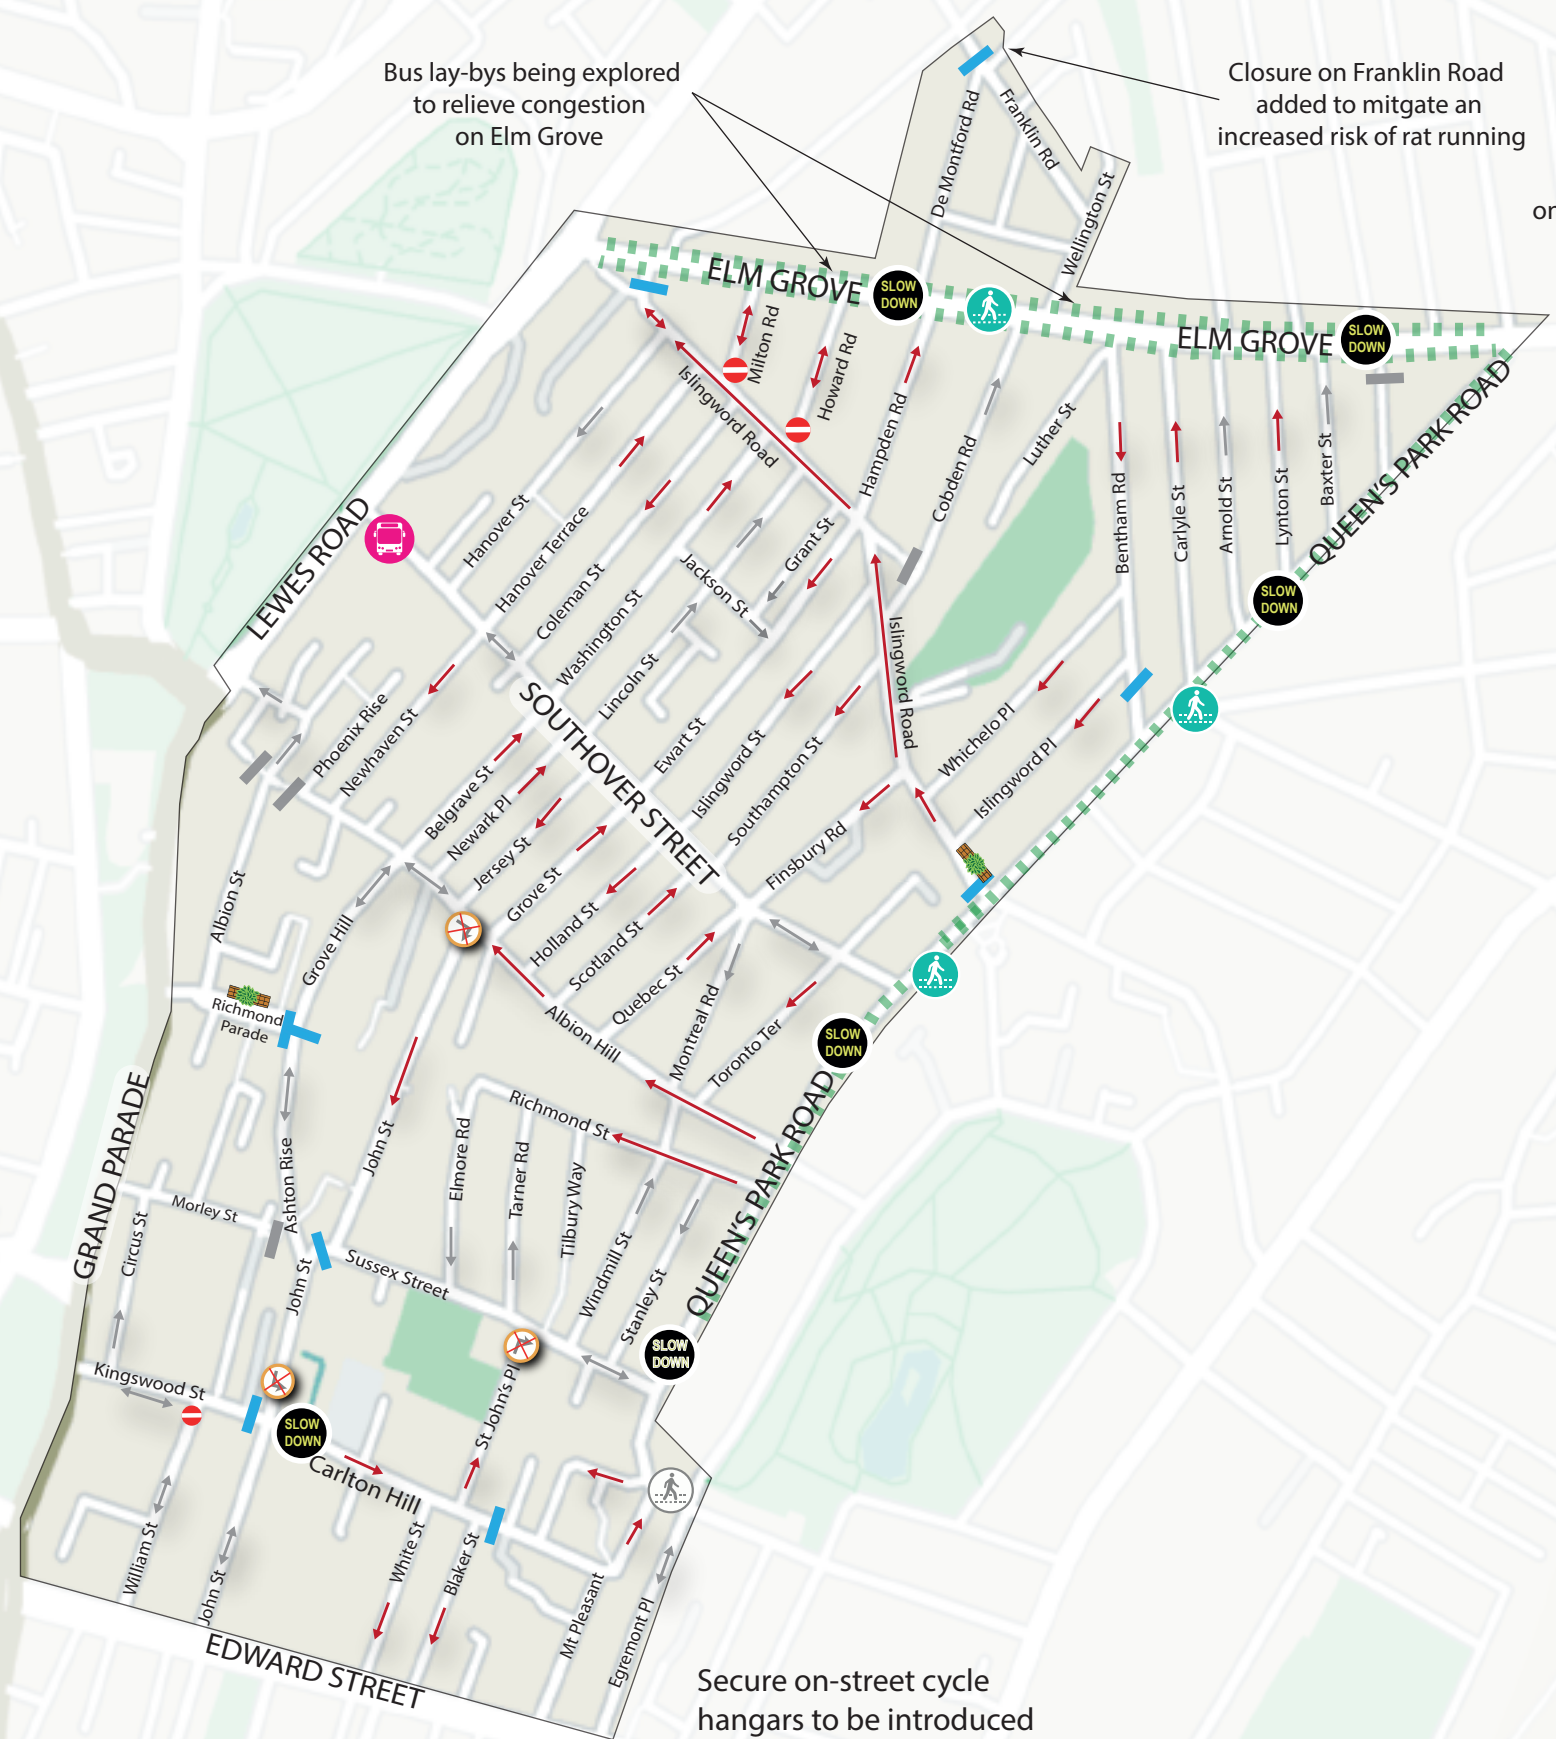 Bus lay-bys being explored
to relieve congestion
on Elm Grove
Closure on Franklin Road
added to mitgate an
increased risk of rat running
or
De Montford Rd
Franklin Rd
Wellington St
ELM GROVE
SLOW
DOWN
ELM GROVE
SLOW
DOWN
Milton Rd
Howard Rd
Islingword Road
Hampden Rd
Cobden Rd
Luther St
Bentham Rd
Carlyle St
Arnold St
Lynton St
Baxter St
QUEEN'S PARK ROAD
SLOW
DOWN
LEWES ROAD
Hanover St
Hanover Terrace
Coleman St
Washington St
Jackson St
Grant St
Lincoln St
Ewart St
Islingword St
Southampton St
Islingword Road
Whichelo Pl
Islingword Pl
Finsbury Rd
SOUTHOVER STREET
Phoenix Rise
Newhaven St
Belgrave St
Newark Pl
Jersey St
Grove St
Holland St
Scotland St
Quebec St
Montreal Rd
Toronto Ter
Albion Hill
Albion St
Grove Hill
Richmond
Parade
SLOW
DOWN
QUEEN'S PARK ROAD
GRAND PARADE
Richmond St
John St
Elmore Rd
Tarner Rd
Tilbury Way
Windmill St
Stanley St
Ashton Rise
Morley St
Circus St
John St
Sussex Street
SLOW
DOWN
Kingswood St
SLOW
DOWN
Carlton Hill
St John's Pl
William St
John St
White St
Blaker St
Mt Pleasant
Egremont Pl
EDWARD STREET
Secure on-street cycle
hangars to be introduced